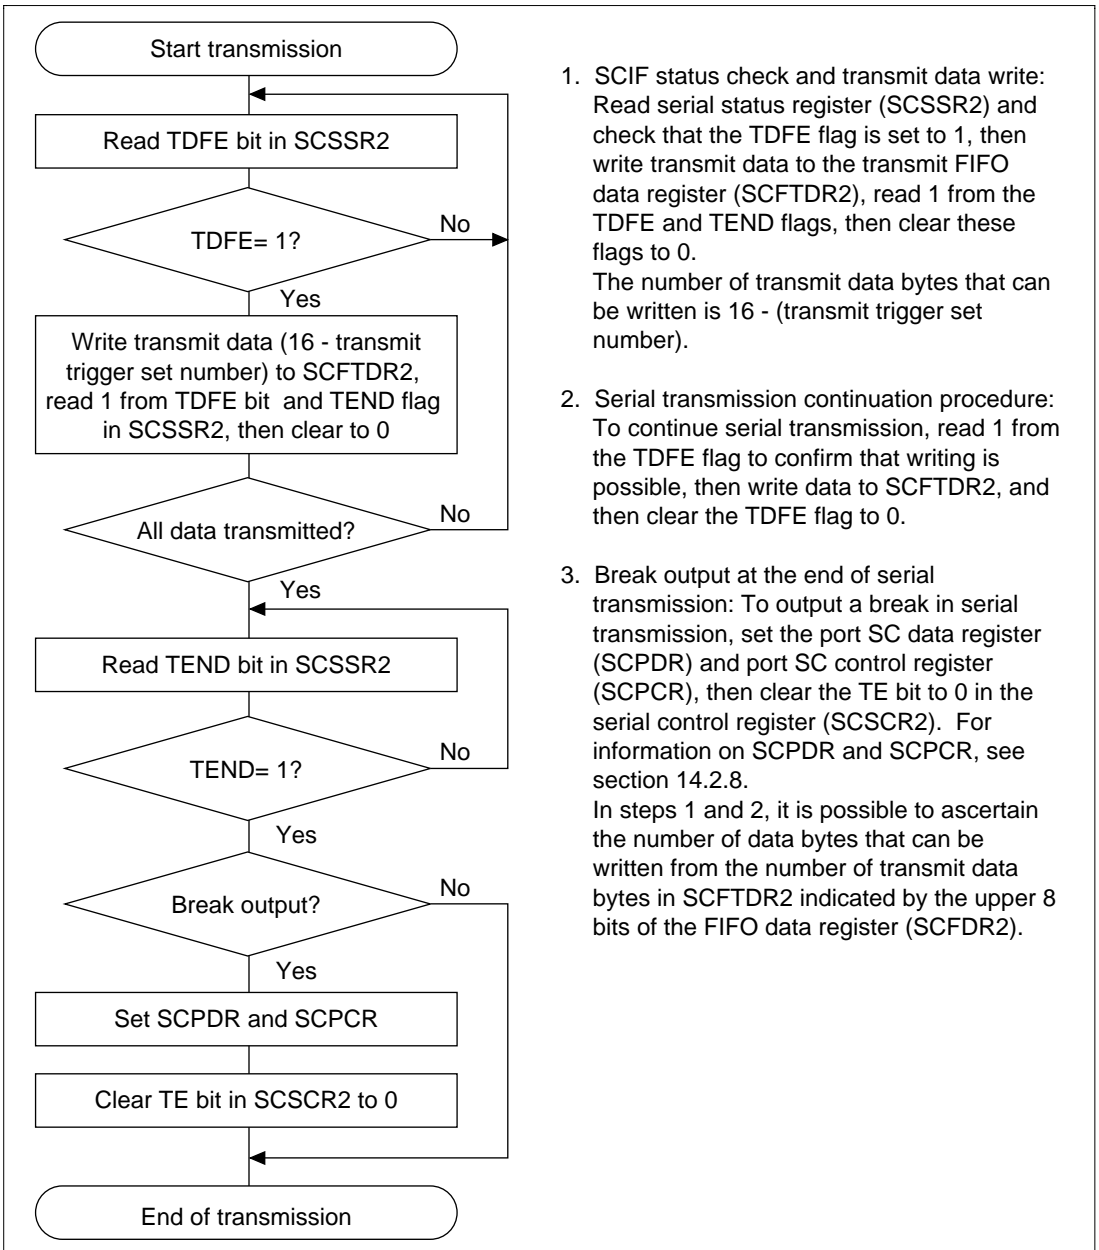 Start transmission
Read TDFE bit in SCSSR2
TDFE= 1?
No
Yes
Write transmit data (16 - transmit
trigger set number) to SCFTDR2,
read 1 from TDFE bit  and TEND flag
in SCSSR2, then clear to 0
All data transmitted?
No
Yes
Read TEND bit in SCSSR2
TEND= 1?
No
Yes
Break output?
No
Yes
Set SCPDR and SCPCR
Clear TE bit in SCSCR2 to 0
End of transmission
1. SCIF status check and transmit data write:
Read serial status register (SCSSR2) and
check that the TDFE flag is set to 1, then
write transmit data to the transmit FIFO
data register (SCFTDR2), read 1 from the
TDFE and TEND flags, then clear these
flags to 0.
The number of transmit data bytes that can
be written is 16 - (transmit trigger set
number).
2. Serial transmission continuation procedure:
To continue serial transmission, read 1 from
the TDFE flag to confirm that writing is
possible, then write data to SCFTDR2, and
then clear the TDFE flag to 0.
3. Break output at the end of serial
transmission: To output a break in serial
transmission, set the port SC data register
(SCPDR) and port SC control register
(SCPCR), then clear the TE bit to 0 in the
serial control register (SCSCR2).  For
information on SCPDR and SCPCR, see
section 14.2.8.
In steps 1 and 2, it is possible to ascertain
the number of data bytes that can be
written from the number of transmit data
bytes in SCFTDR2 indicated by the upper 8
bits of the FIFO data register (SCFDR2).